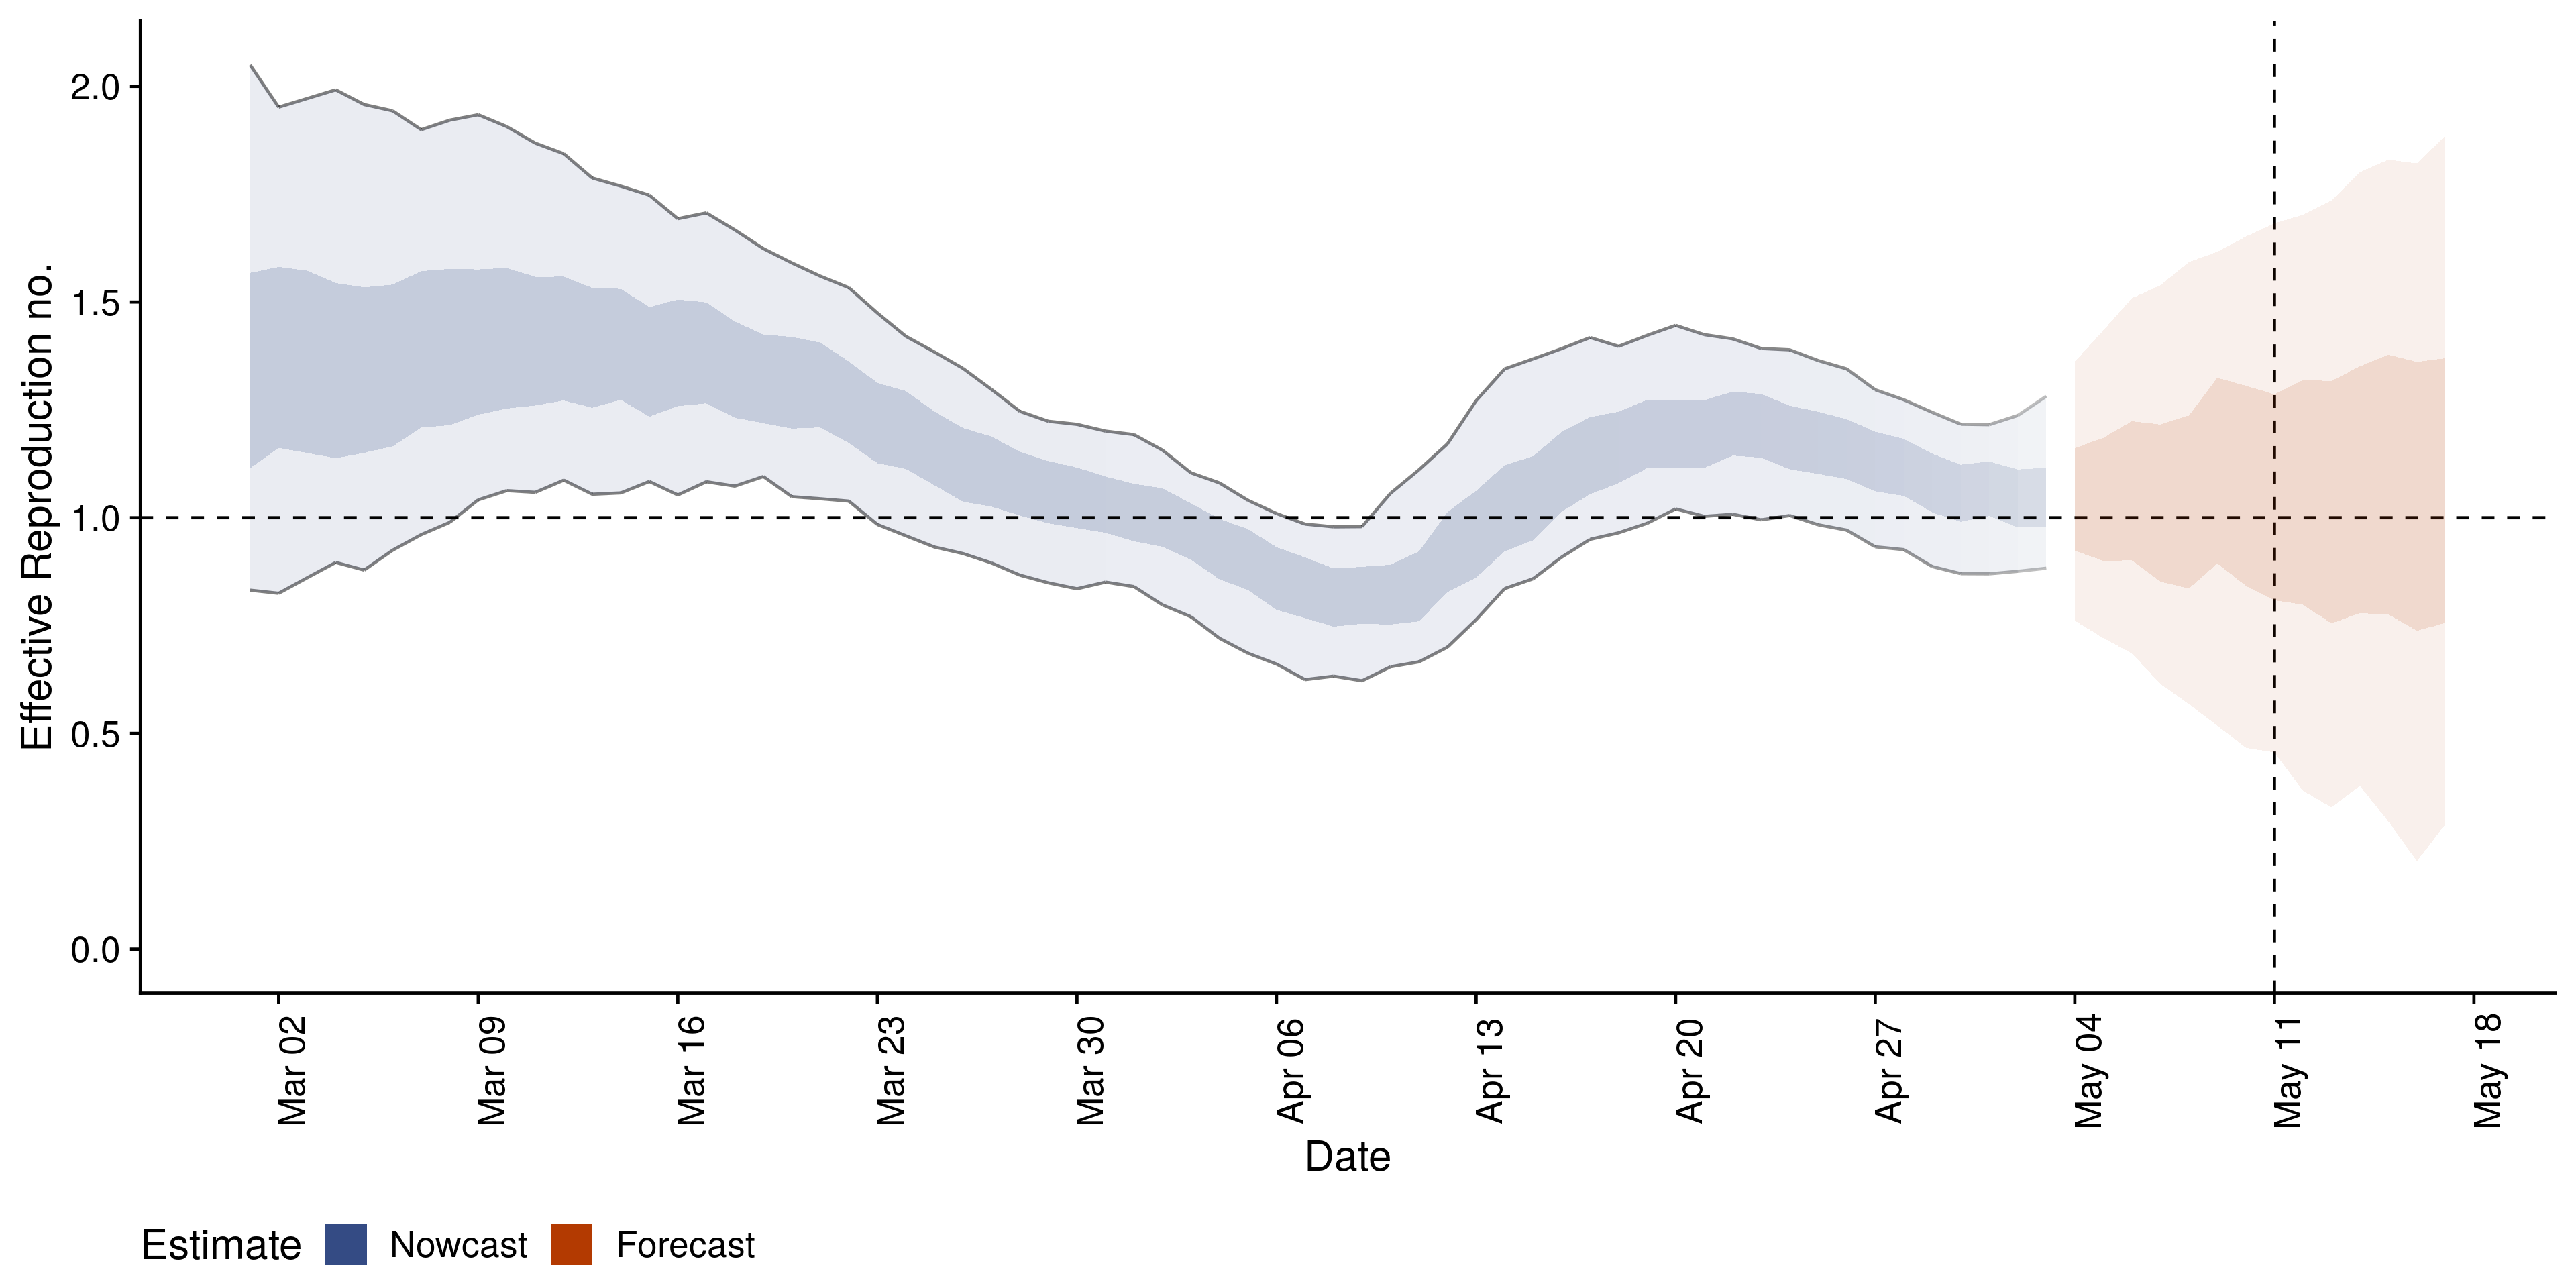 Effective Reproduction no.
2.0
1.5
1.0
0.5
0.0
Mar 02
Mar 09
Mar 16
Mar 23
Mar 30
Apr 06
Apr 13
Apr 20
Apr 27
May 04
May 11
May 18
Date
Estimate Nowcast Forecast